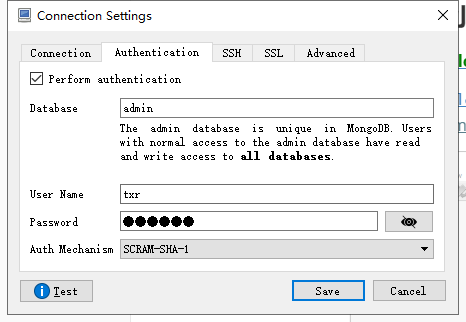 Connection Settings
Connection Authentication SSH SSL Advanced
Perform authentication
Database admin
The admin database is unique in MongoDB. Users
with normal access to the admin database have read
and write access to all databases.
User Name txr
Password ●●●●●●
Auth Mechanism SCRAM-SHA-1
Test Save Cancel